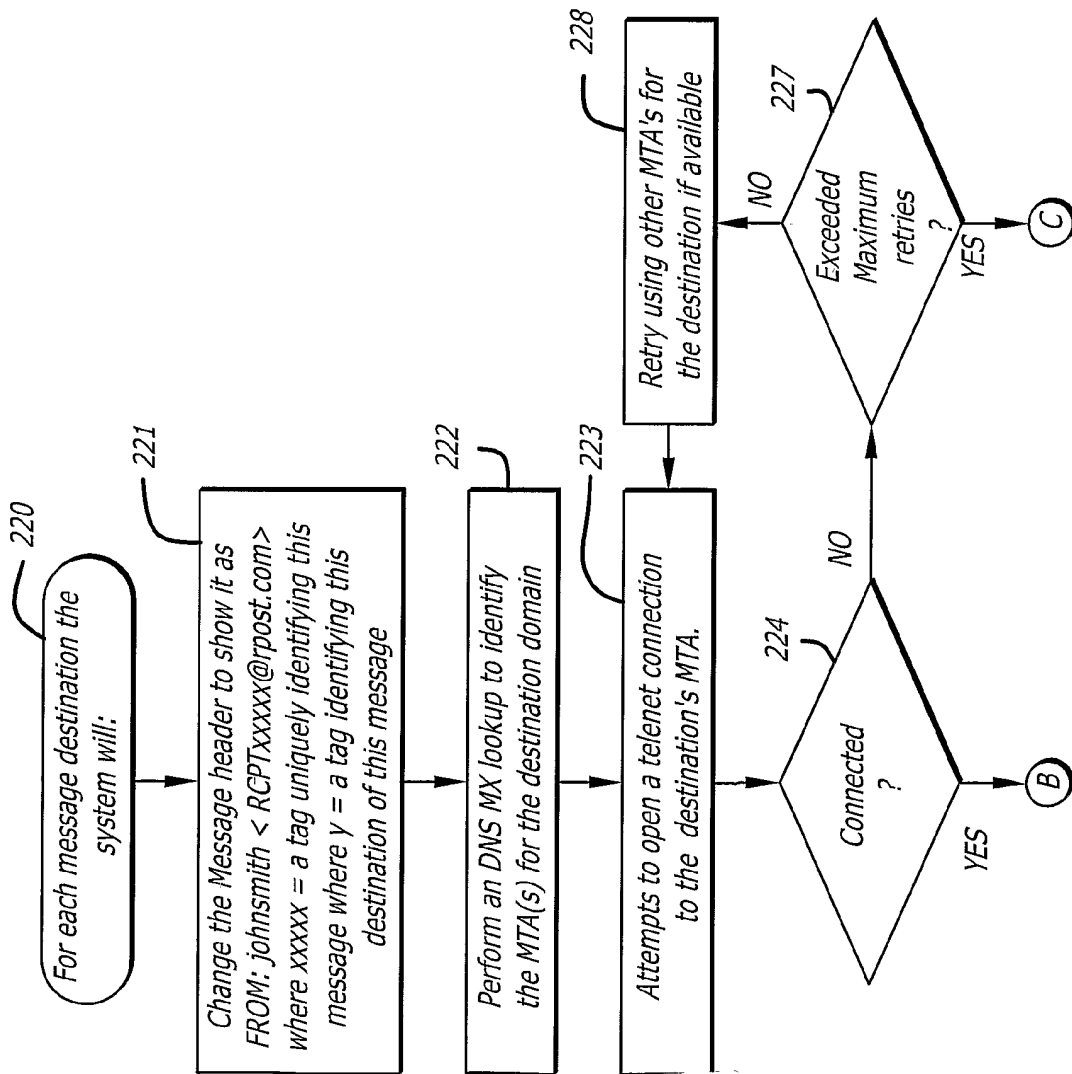 220
For each message destination the
system will:
221
Change the Message header to show it as
FROM: johnsmith < RCPTxxxxx@rpost.com>
where xxxxx = a tag uniquely identifying this
message where y = a tag identifying this
destination of this message
222
Perform an DNS MX lookup to identify
the MTA(s) for the destination domain
223
Attempts to open a telenet connection
to the destination's MTA.
224
Connected
?
YES
B
NO
227
Exceeded
Maximum
retries
?
YES
C
NO
228
Retry using other MTA's for
the destination if available